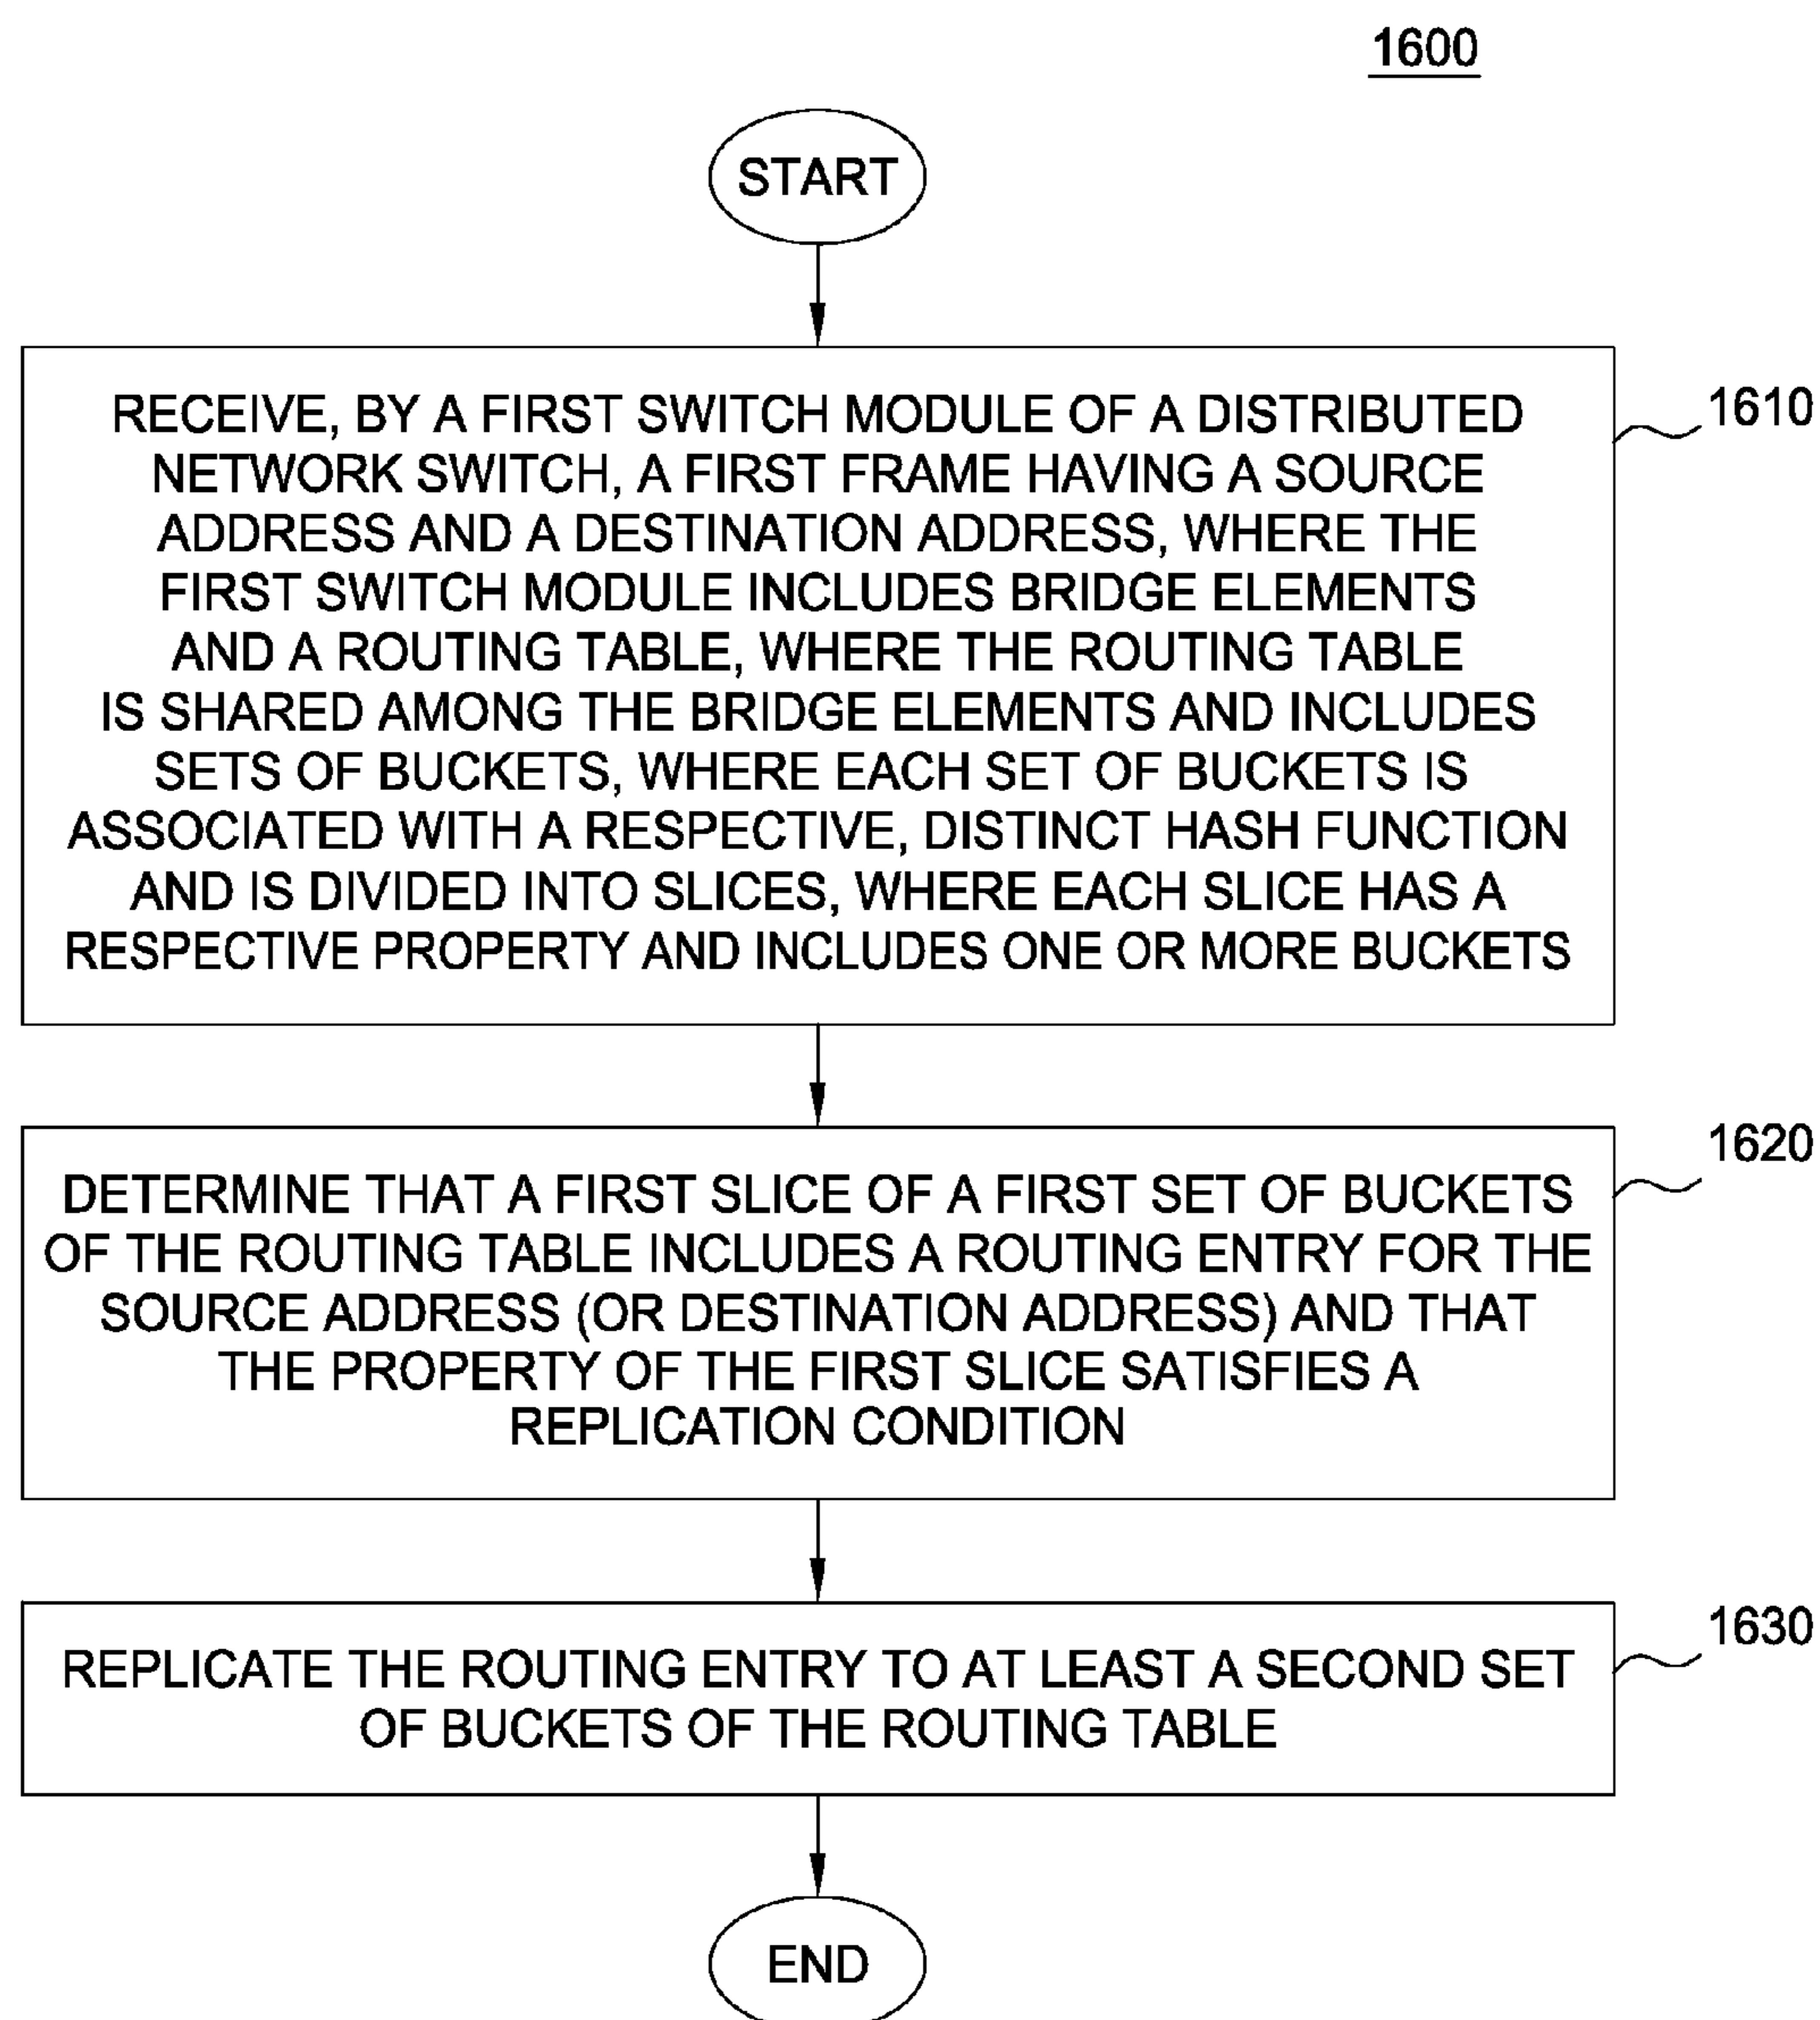 1600
START
RECEIVE, BY A FIRST SWITCH MODULE OF A DISTRIBUTED
NETWORK SWITCH, A FIRST FRAME HAVING A SOURCE
ADDRESS AND A DESTINATION ADDRESS, WHERE THE
FIRST SWITCH MODULE INCLUDES BRIDGE ELEMENTS
AND A ROUTING TABLE, WHERE THE ROUTING TABLE
IS SHARED AMONG THE BRIDGE ELEMENTS AND INCLUDES
SETS OF BUCKETS, WHERE EACH SET OF BUCKETS IS
ASSOCIATED WITH A RESPECTIVE, DISTINCT HASH FUNCTION
AND IS DIVIDED INTO SLICES, WHERE EACH SLICE HAS A
RESPECTIVE PROPERTY AND INCLUDES ONE OR MORE BUCKETS
1610
DETERMINE THAT A FIRST SLICE OF A FIRST SET OF BUCKETS
OF THE ROUTING TABLE INCLUDES A ROUTING ENTRY FOR THE
SOURCE ADDRESS (OR DESTINATION ADDRESS) AND THAT
THE PROPERTY OF THE FIRST SLICE SATISFIES A
REPLICATION CONDITION
1620
REPLICATE THE ROUTING ENTRY TO AT LEAST A SECOND SET
OF BUCKETS OF THE ROUTING TABLE
1630
END